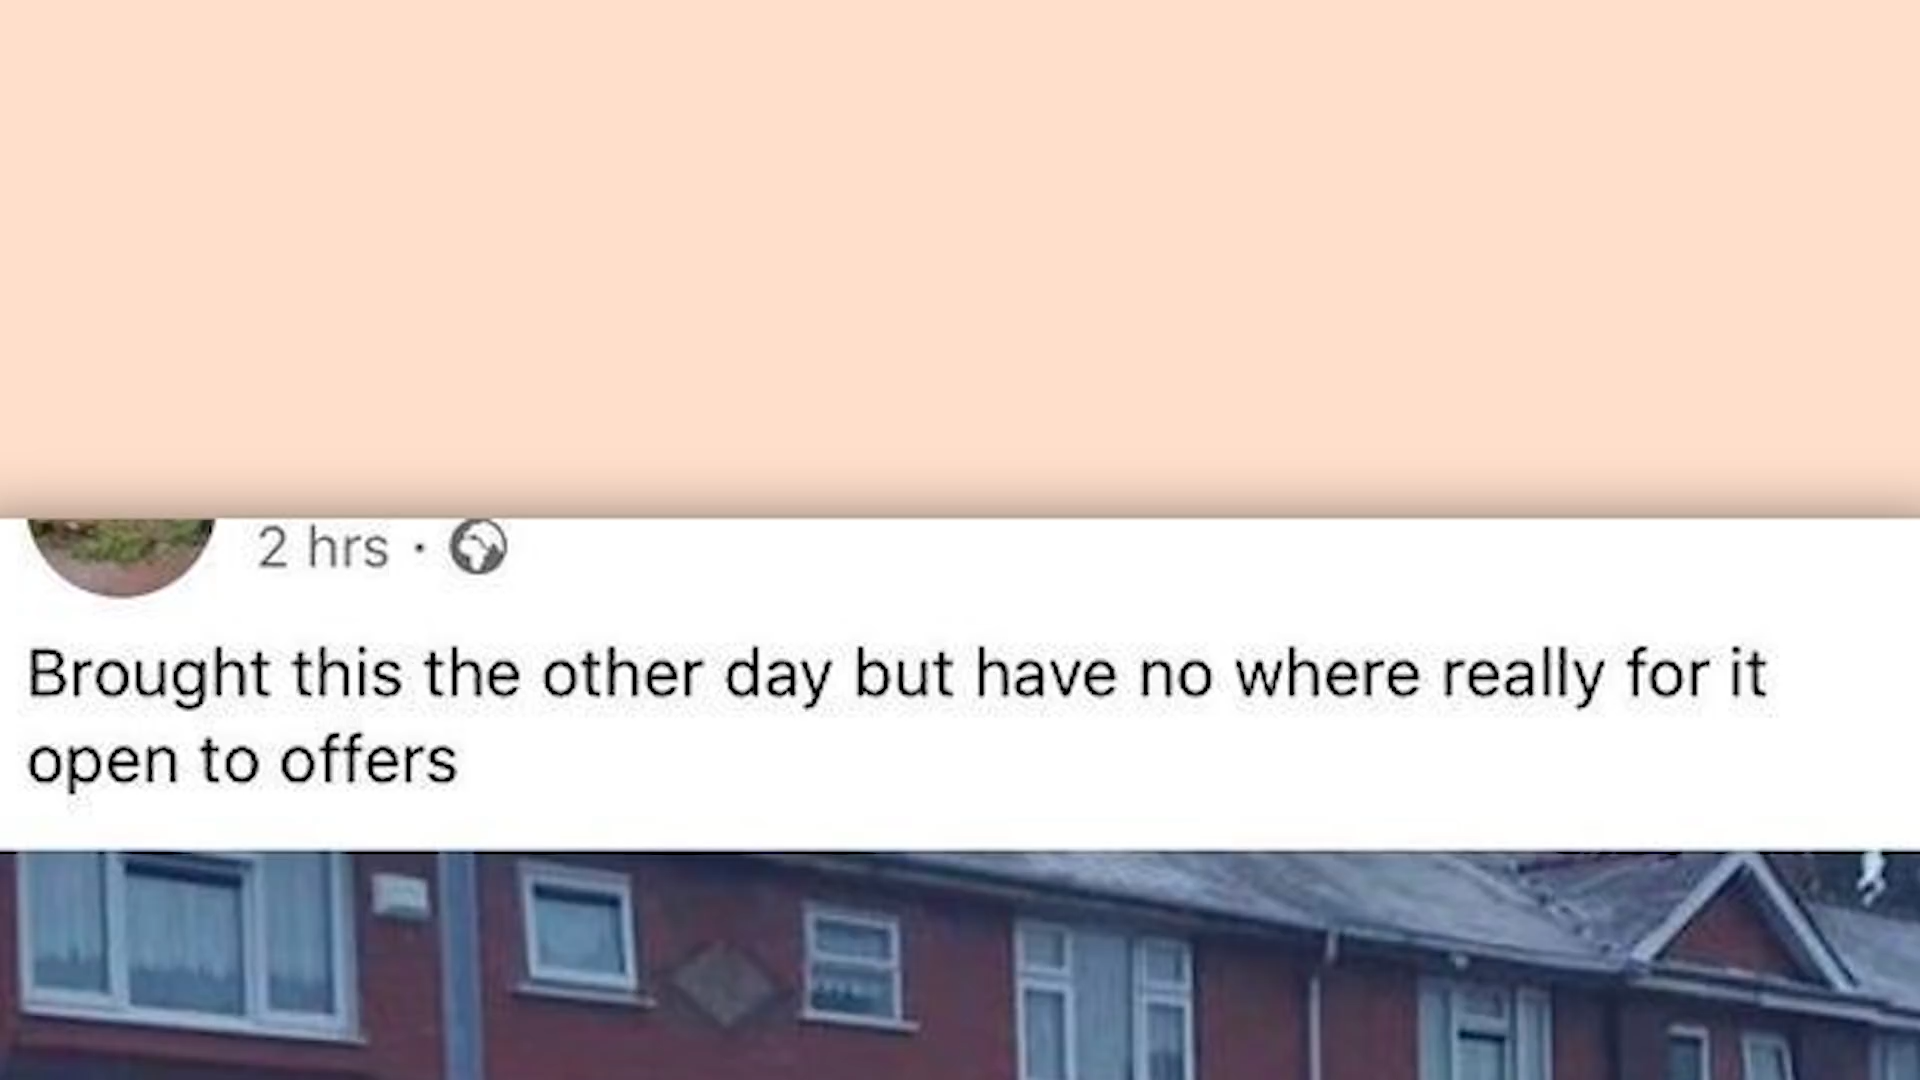 2 hrs ·
Brought this the other day but have no where really for it
open to offers